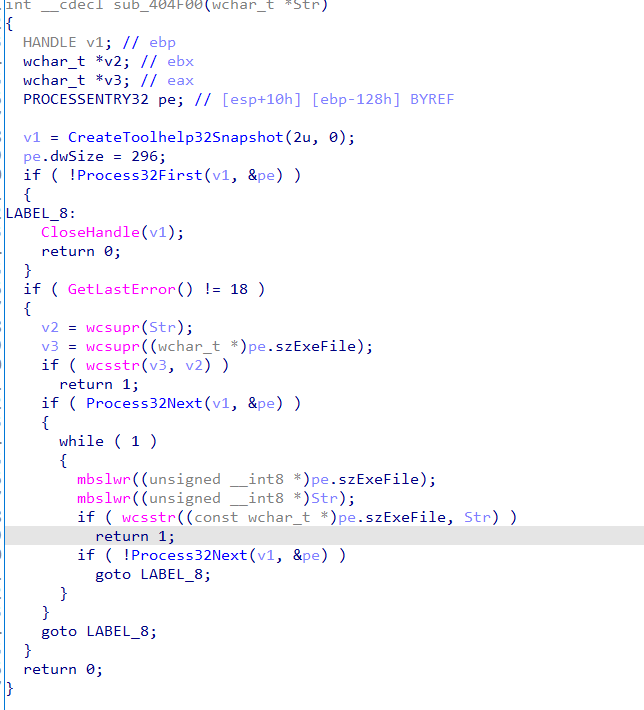 int __cdecl sub_404F00(wchar_t *Str)
{
  HANDLE v1; // ebp
  wchar_t *v2; // ebx
  wchar_t *v3; // eax
  PROCESSENTRY32 pe; // [esp+10h] [ebp-128h] BYREF

  v1 = CreateToolhelp32Snapshot(2u, 0);
  pe.dwSize = 296;
  if ( !Process32First(v1, &pe) )
  {
LABEL_8:
    CloseHandle(v1);
    return 0;
  }
  if ( GetLastError() != 18 )
  {
    v2 = wcsupr(Str);
    v3 = wcsupr((wchar_t *)pe.szExeFile);
    if ( wcsstr(v3, v2) )
      return 1;
    if ( Process32Next(v1, &pe) )
    {
      while ( 1 )
      {
        mbslwr((unsigned __int8 *)pe.szExeFile);
        mbslwr((unsigned __int8 *)Str);
        if ( wcsstr((const wchar_t *)pe.szExeFile, Str) )
          return 1;
        if ( !Process32Next(v1, &pe) )
          goto LABEL_8;
      }
    }
    goto LABEL_8;
  }
  return 0;
}